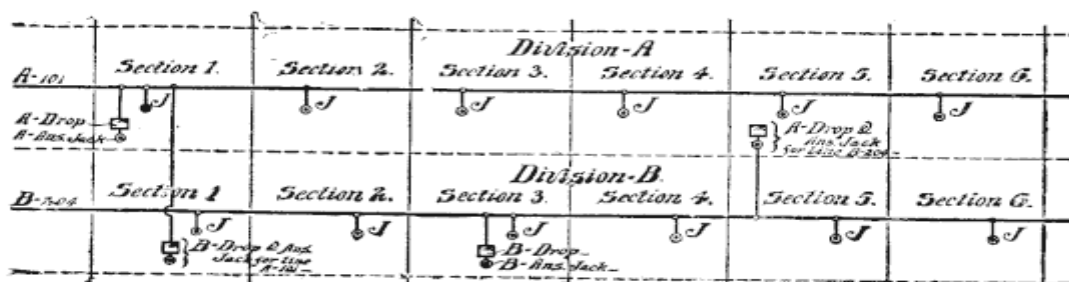 Division-A
A-101 Section 1. Section 2. Section 3. Section 4. Section 5. Section 6.
J J J J J J
A-Drop
A-Ans. Jack
A-Drop &
Ans. Jack
for Line B-204-
Division-B.
B-204 Section 1 Section 2. Section 3. Section 4. Section 5. Section 6.
J J J J J J
B-Drop & Ans.
Jack for line
A-101-
B-Drop-
B-Ans. Jack-